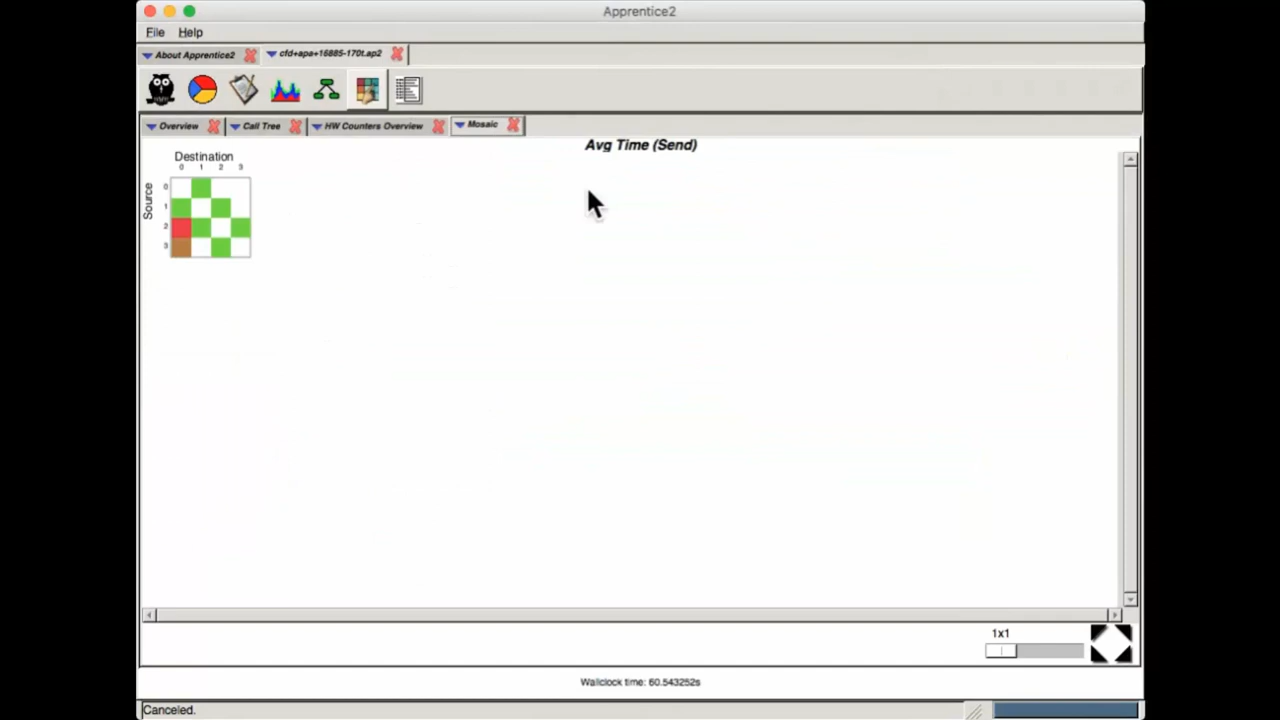 Apprentice2
File Help
About Apprentice2 cfd+apa+16885-170t.ap2
Overview Call Tree HW Counters Overview Mosaic
Avg Time (Send)
Destination
0 1 2 3
Source
0
1
2
3
1x1
Wallclock time: 60.543252s
Canceled.